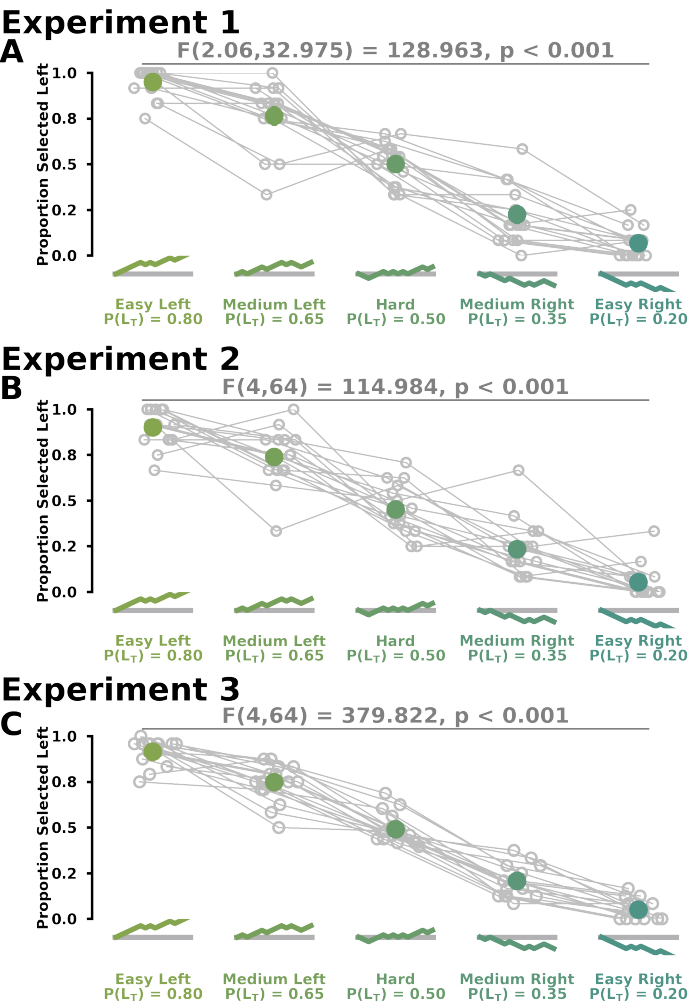 Experiment 1
A
F(2.06,32.975) = 128.963, p < 0.001
Proportion Selected Left
1.0
0.8
0.5
0.2
0.0
Easy Left Medium Left Hard Medium Right Easy Right
P(L_T) = 0.80 P(L_T) = 0.65 P(L_T) = 0.50 P(L_T) = 0.35 P(L_T) = 0.20
Experiment 2
B
F(4,64) = 114.984, p < 0.001
Proportion Selected Left
1.0
0.8
0.5
0.2
0.0
Easy Left Medium Left Hard Medium Right Easy Right
P(L_T) = 0.80 P(L_T) = 0.65 P(L_T) = 0.50 P(L_T) = 0.35 P(L_T) = 0.20
Experiment 3
C
F(4,64) = 379.822, p < 0.001
Proportion Selected Left
1.0
0.8
0.5
0.2
0.0
Easy Left Medium Left Hard Medium Right Easy Right
P(L_T) = 0.80 P(L_T) = 0.65 P(L_T) = 0.50 P(L_T) = 0.35 P(L_T) = 0.20